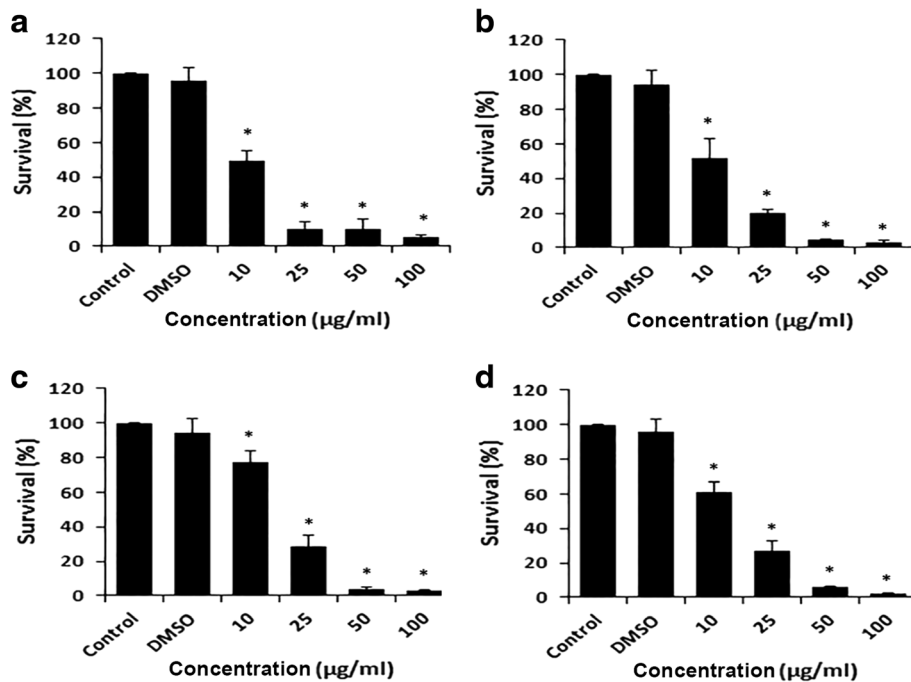 a
120
100
80
60
40
20
0
Survival (%)
* * * *
Control DMSO 10 25 50 100
Concentration (µg/ml)
b
120
100
80
60
40
20
0
Survival (%)
* * * *
Control DMSO 10 25 50 100
Concentration (µg/ml)
c
120
100
80
60
40
20
0
Survival (%)
* * * *
Control DMSO 10 25 50 100
Concentration (µg/ml)
d
120
100
80
60
40
20
0
Survival (%)
* * * *
Control DMSO 10 25 50 100
Concentration (µg/ml)